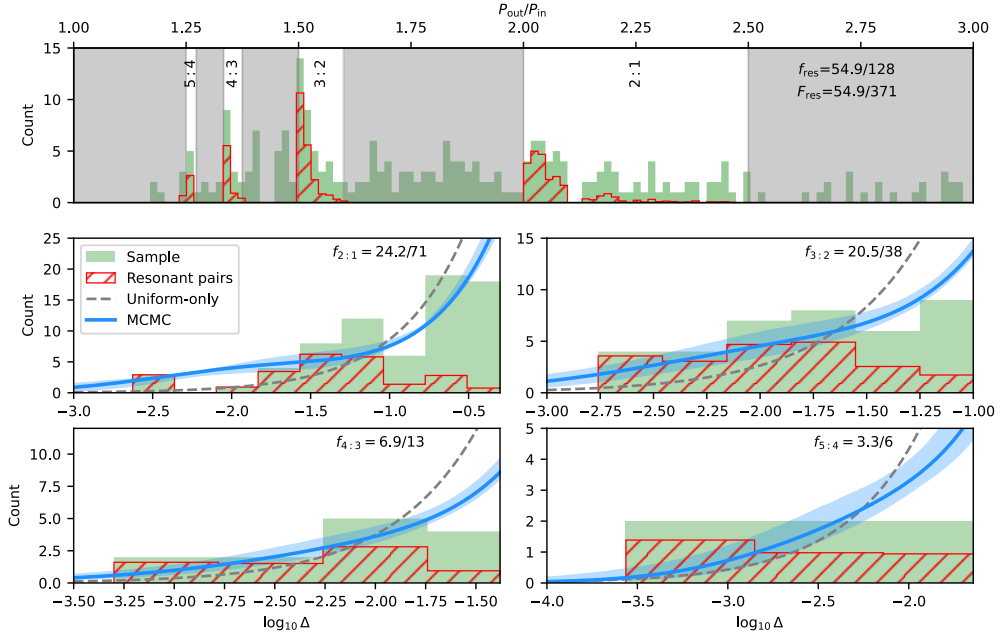 P_out/P_in
1.00 1.25 1.50 1.75 2.00 2.25 2.50 2.75 3.00
15
10
5
0
Count
5 : 4
4 : 3
3 : 2
2 : 1
f_res=54.9/128
F_res=54.9/371
25
20
15
10
5
0
Count
Sample
Resonant pairs
Uniform-only
MCMC
f_2 : 1 = 24.2/71
−3.0 −2.5 −2.0 −1.5 −1.0 −0.5
15
10
5
0
f_3 : 2 = 20.5/38
−3.00 −2.75 −2.50 −2.25 −2.00 −1.75 −1.50 −1.25 −1.00
10.0
7.5
5.0
2.5
0.0
Count
f_4 : 3 = 6.9/13
−3.50 −3.25 −3.00 −2.75 −2.50 −2.25 −2.00 −1.75 −1.50
log₁₀ Δ
5
4
3
2
1
0
f_5 : 4 = 3.3/6
−4.0 −3.5 −3.0 −2.5 −2.0
log₁₀ Δ